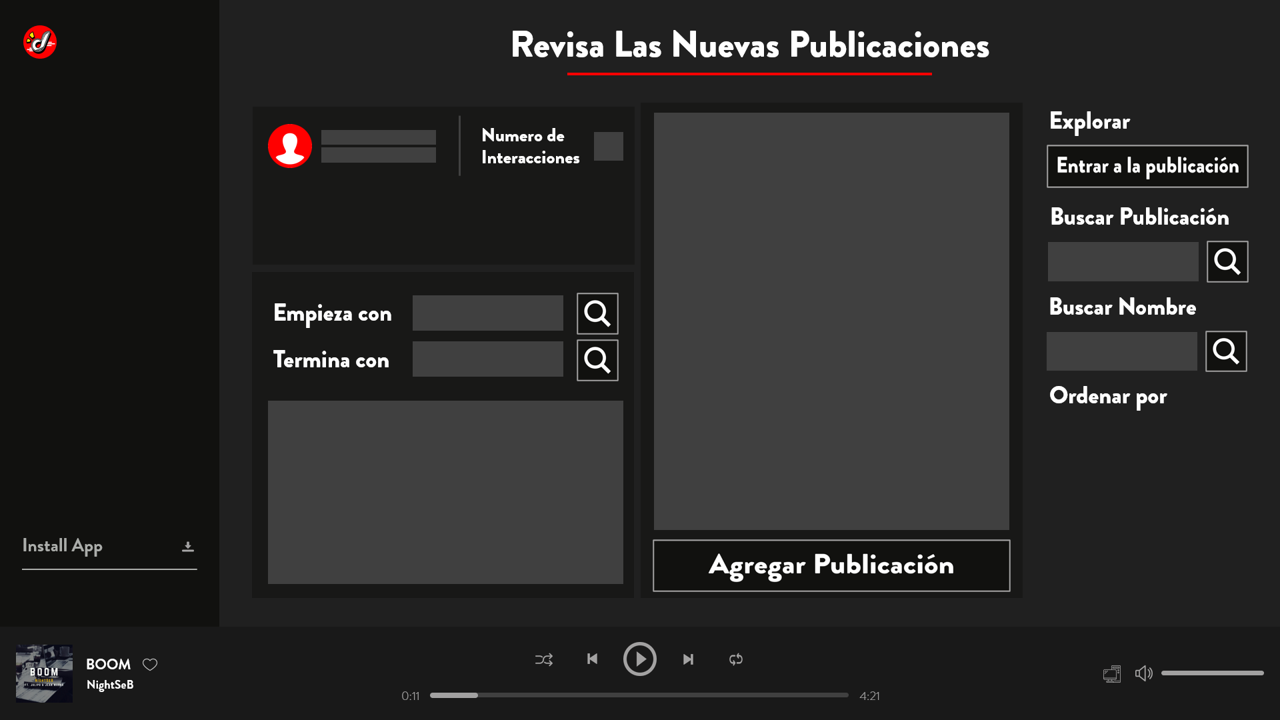 Revisa Las Nuevas Publicaciones
Numero de
Interacciones
Empieza con
Termina con
Agregar Publicación
Explorar
Entrar a la publicación
Buscar Publicación
Buscar Nombre
Ordenar por
Install App
BOOM
BOOM
NightSeB
0:11
4:21